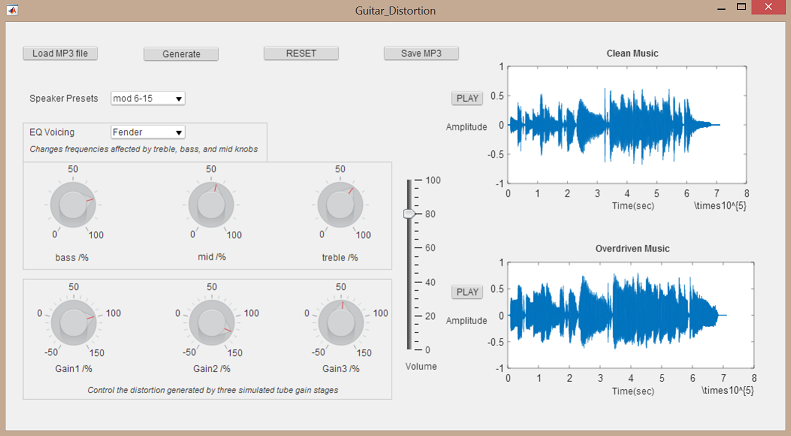 Guitar_Distortion
Load MP3 file
Generate
RESET
Save MP3
Speaker Presets
mod 6-15
EQ Voicing
Fender
Changes frequencies affected by treble, bass, and mid knobs
50
0
100
bass /%
50
0
100
mid /%
50
0
100
treble /%
50
0
100
-50
150
Gain1 /%
50
0
100
-50
150
Gain2 /%
50
0
100
-50
150
Gain3 /%
Control the distortion generated by three simulated tube gain stages
100
80
60
40
20
0
Volume
Clean Music
PLAY
Amplitude
1
0.5
0
-0.5
-1
0 1 2 3 4 5 6 7 8
Time(sec)
\times10^{5}
Overdriven Music
PLAY
Amplitude
1
0.5
0
-0.5
-1
0 1 2 3 4 5 6 7 8
Time(sec)
\times10^{5}